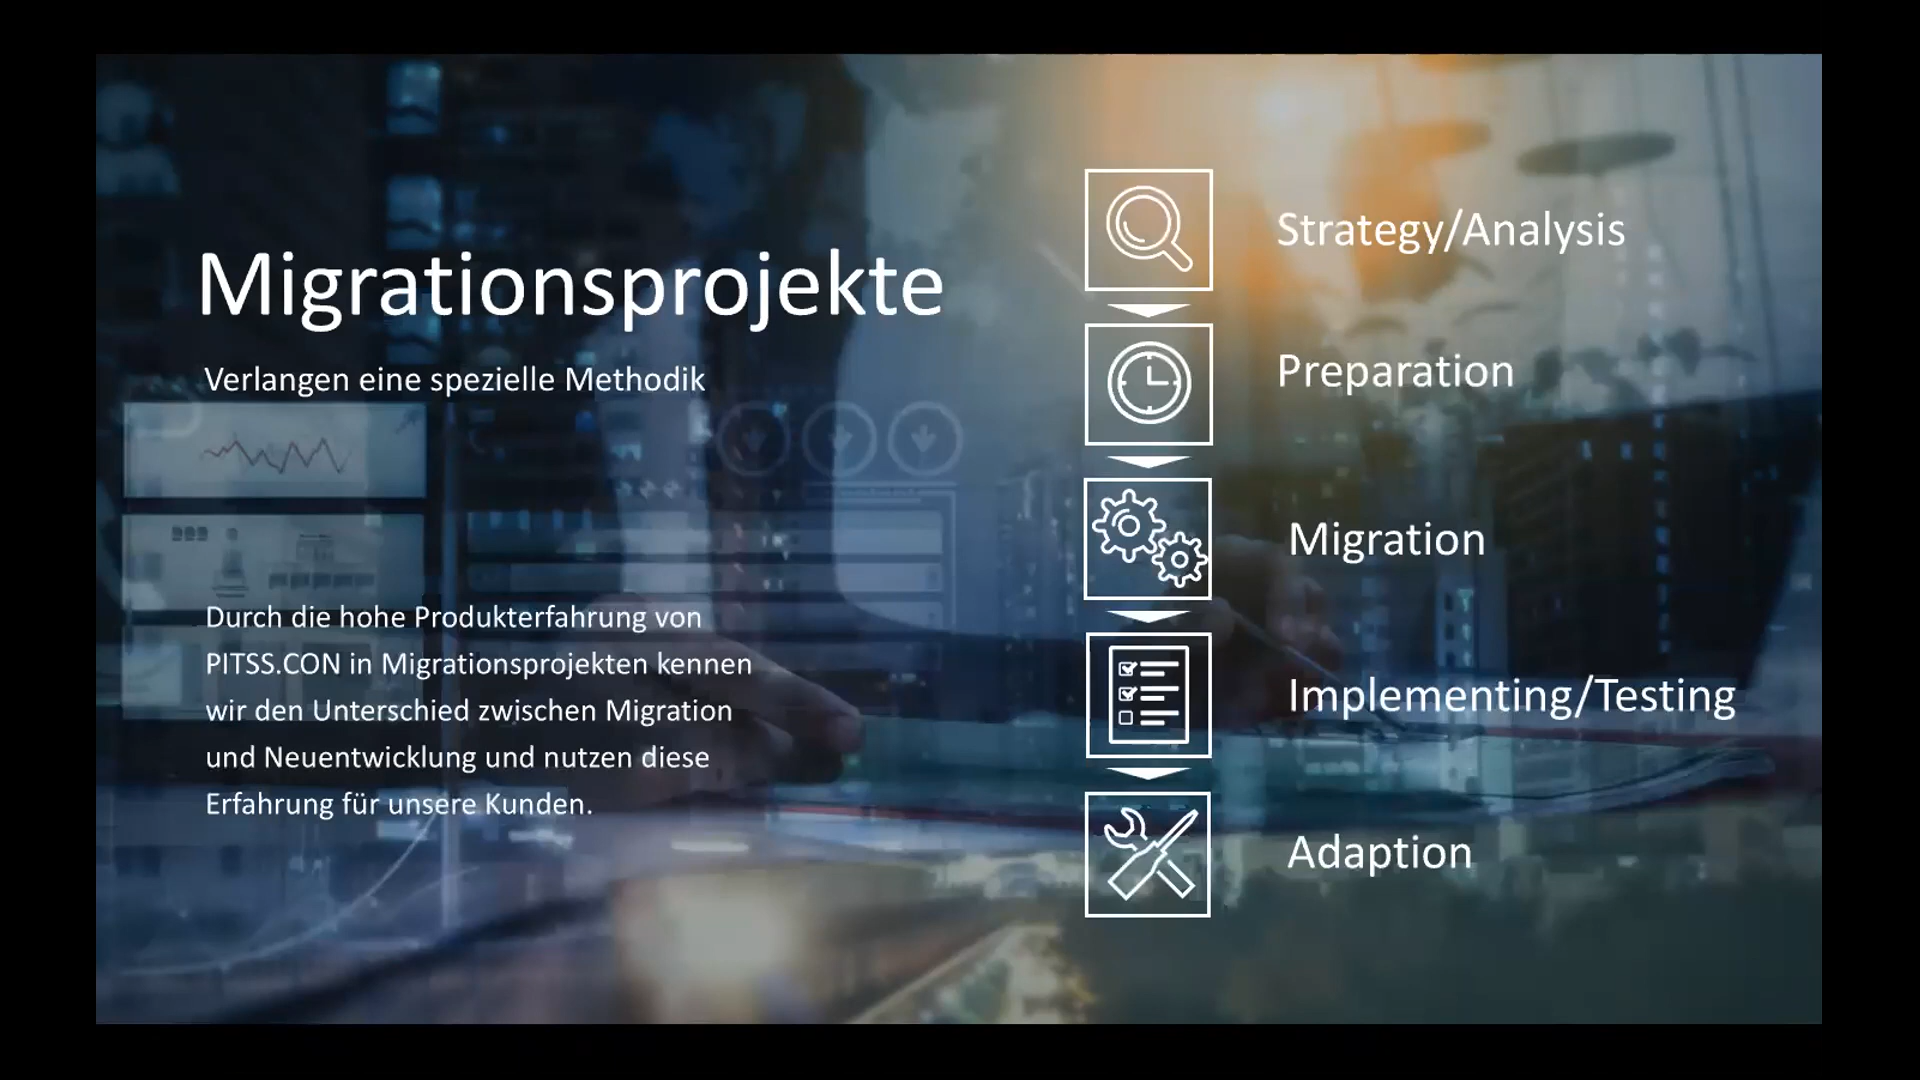 Migrationsprojekte
Verlangen eine spezielle Methodik
Durch die hohe Produkterfahrung von
PITSS.CON in Migrationsprojekten kennen
wir den Unterschied zwischen Migration
und Neuentwicklung und nutzen diese
Erfahrung für unsere Kunden.
Strategy/Analysis
Preparation
Migration
Implementing/Testing
Adaption